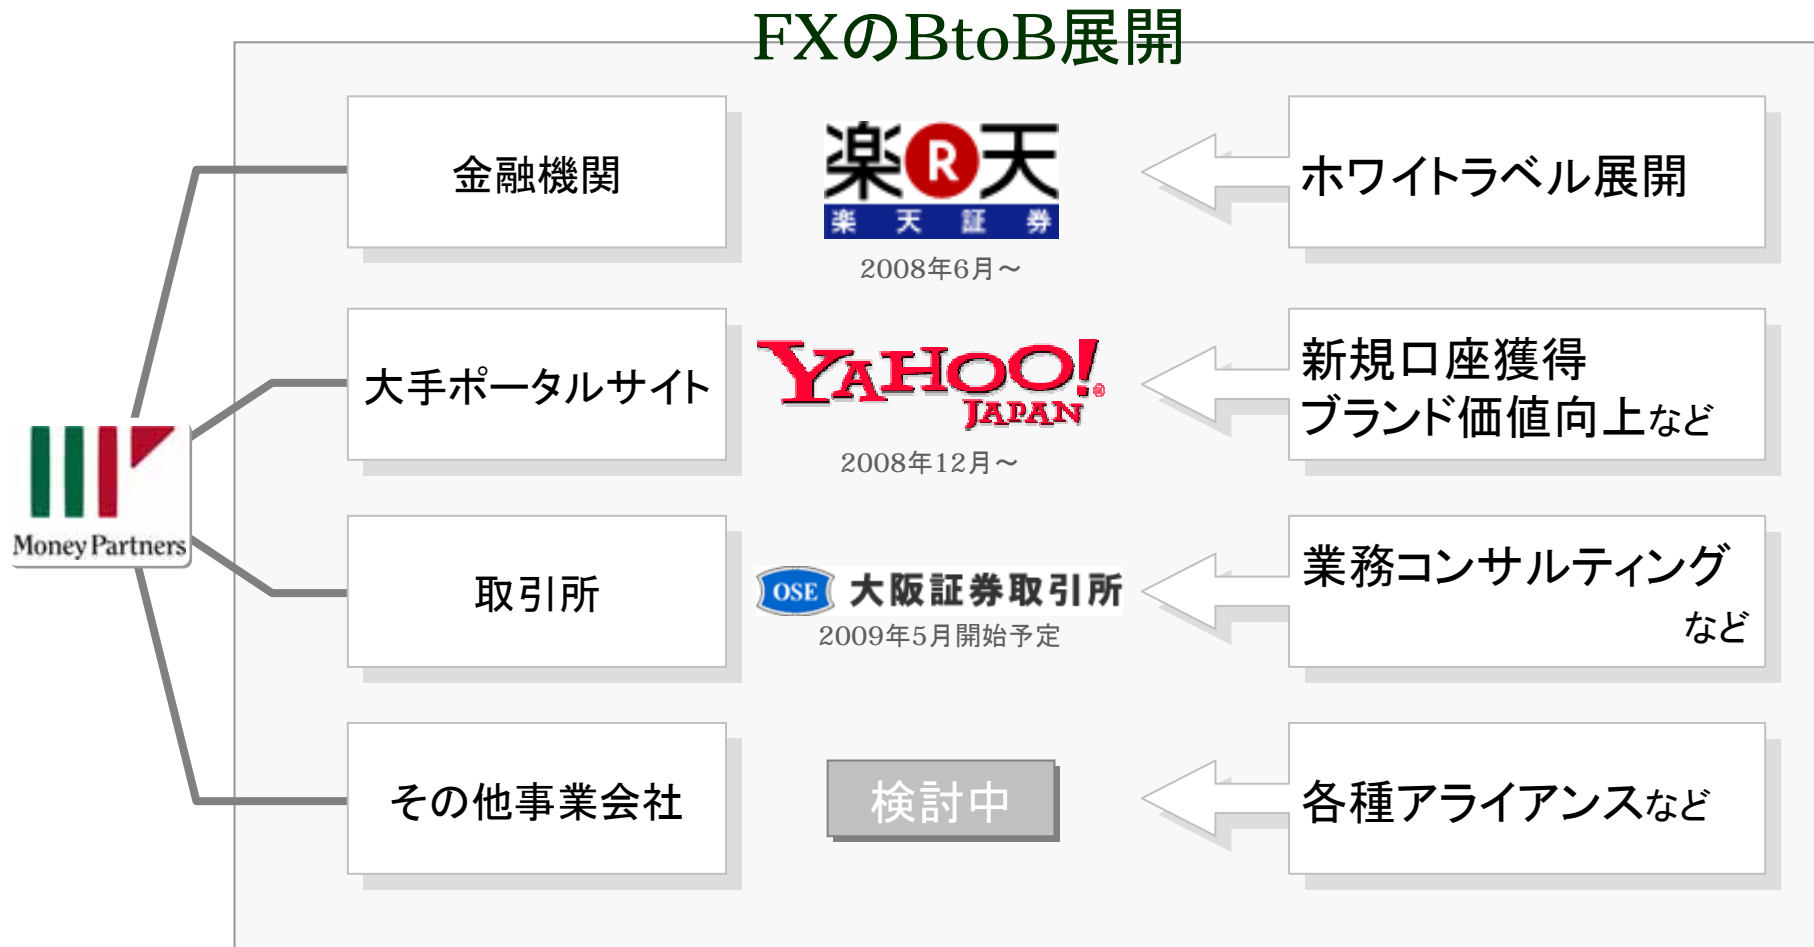 FXのBtoB展開
金融機関
楽R天
楽天証券
2008年6月～
ホワイトラベル展開
大手ポータルサイト
YAHOO!®
JAPAN
2008年12月～
新規口座獲得
ブランド価値向上など
Money Partners
取引所
OSE 大阪証券取引所
2009年5月開始予定
業務コンサルティング
など
その他事業会社
検討中
各種アライアンスなど